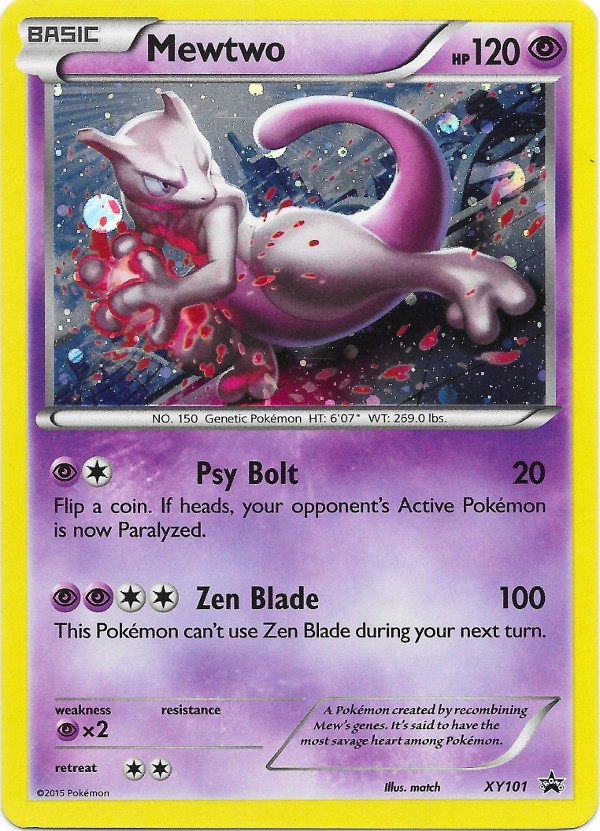 BASIC
Mewtwo
HP 120
NO. 150 Genetic Pokémon HT: 6'07" WT: 269.0 lbs.
Psy Bolt 20
Flip a coin. If heads, your opponent's Active Pokémon
is now Paralyzed.
Zen Blade 100
This Pokémon can't use Zen Blade during your next turn.
weakness resistance
×2
A Pokémon created by recombining
Mew's genes. It's said to have the
most savage heart among Pokémon.
retreat
©2015 Pokémon
Illus. match XY101